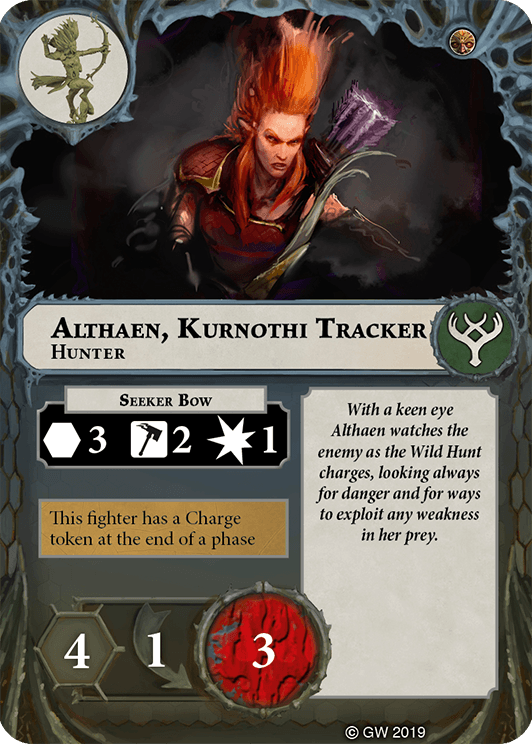 Althaen, Kurnothi Tracker
Hunter
Seeker Bow
3 2 1
This fighter has a Charge
token at the end of a phase
With a keen eye
Althaen watches the
enemy as the Wild Hunt
charges, looking always
for danger and for ways
to exploit any weakness
in her prey.
4 1 3
© GW 2019